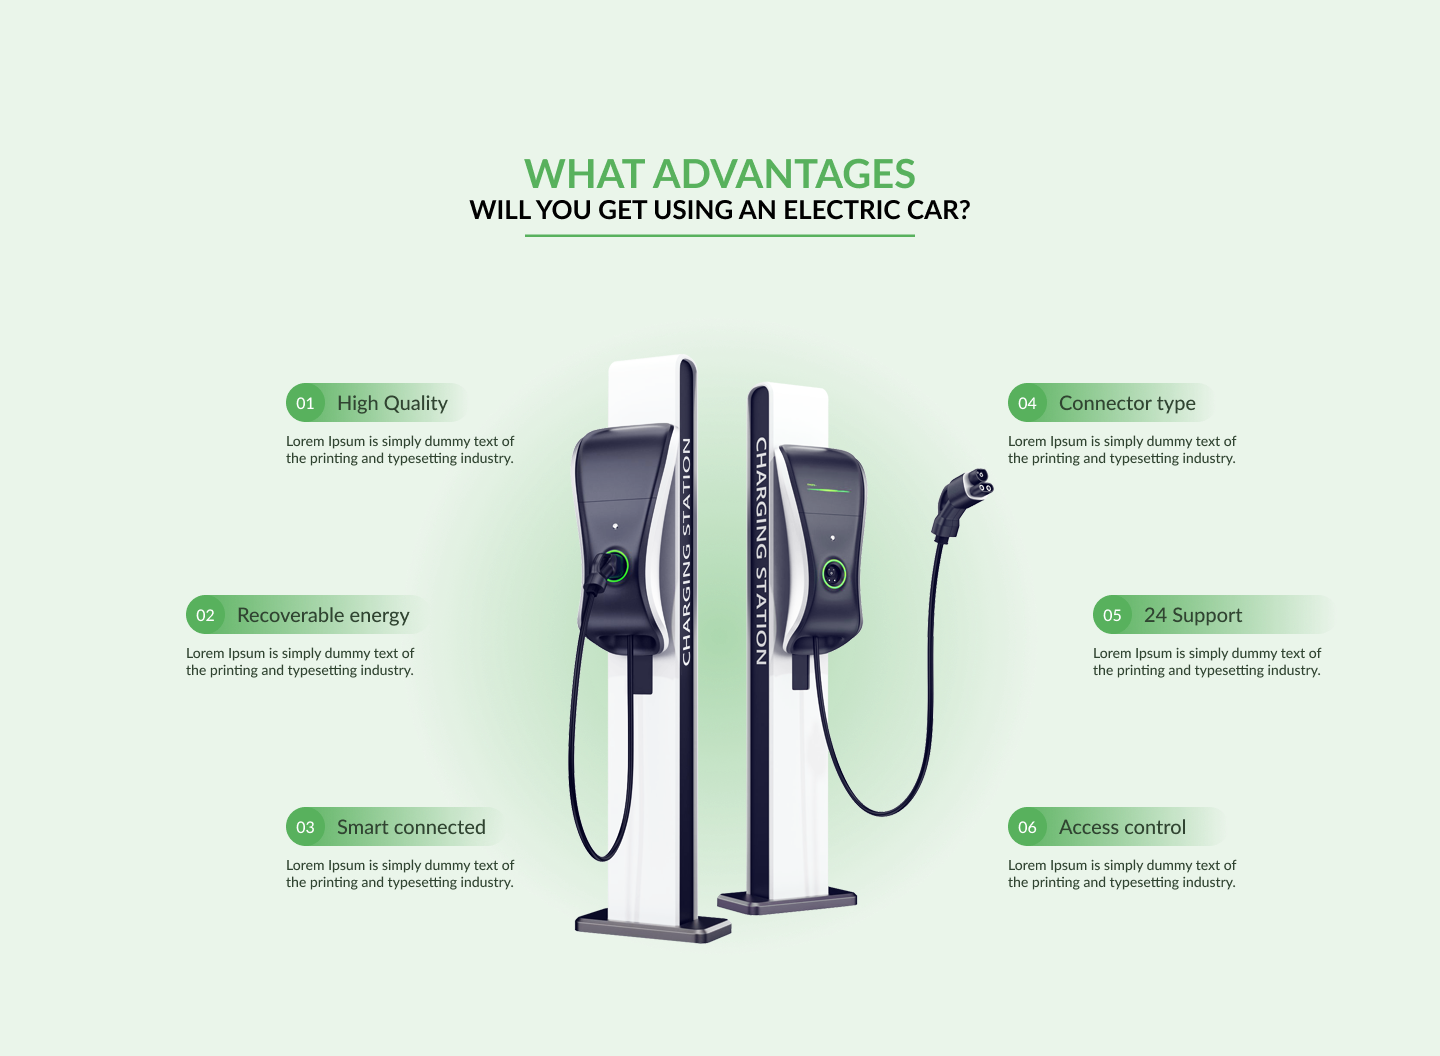 WHAT ADVANTAGES
WILL YOU GET USING AN ELECTRIC CAR?
01 High Quality
Lorem Ipsum is simply dummy text of
the printing and typesetting industry.
02 Recoverable energy
Lorem Ipsum is simply dummy text of
the printing and typesetting industry.
03 Smart connected
Lorem Ipsum is simply dummy text of
the printing and typesetting industry.
CHARGING STATION
CHARGING STATION
04 Connector type
Lorem Ipsum is simply dummy text of
the printing and typesetting industry.
05 24 Support
Lorem Ipsum is simply dummy text of
the printing and typesetting industry.
06 Access control
Lorem Ipsum is simply dummy text of
the printing and typesetting industry.